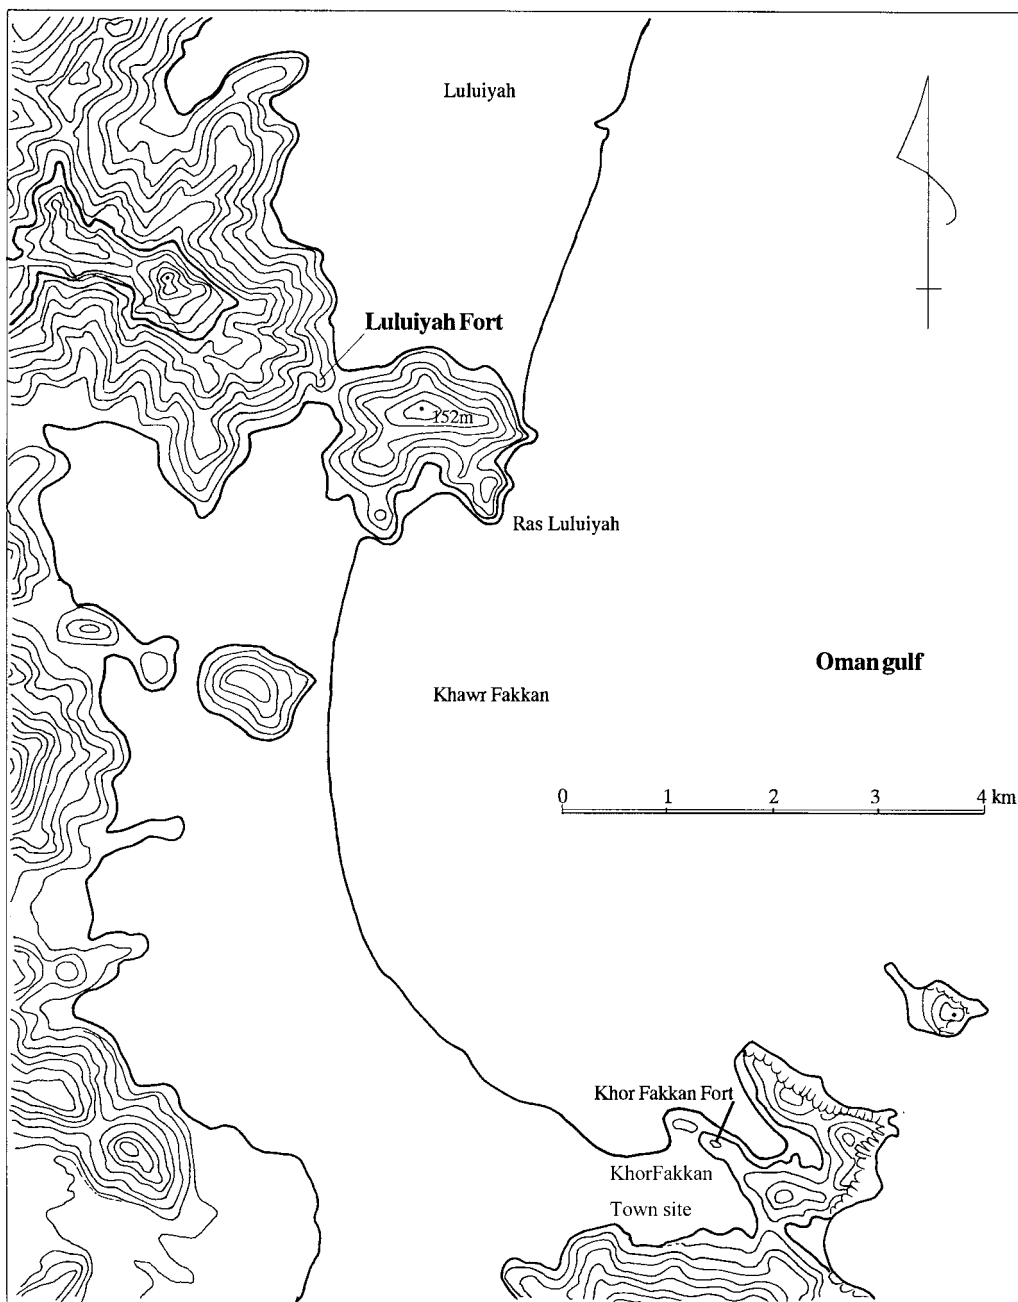 Luluiyah
Luluiyah Fort
152m
Ras Luluiyah
Oman gulf
Khawr Fakkan
0 1 2 3 4 km
Khor Fakkan Fort
KhorFakkan
Town site